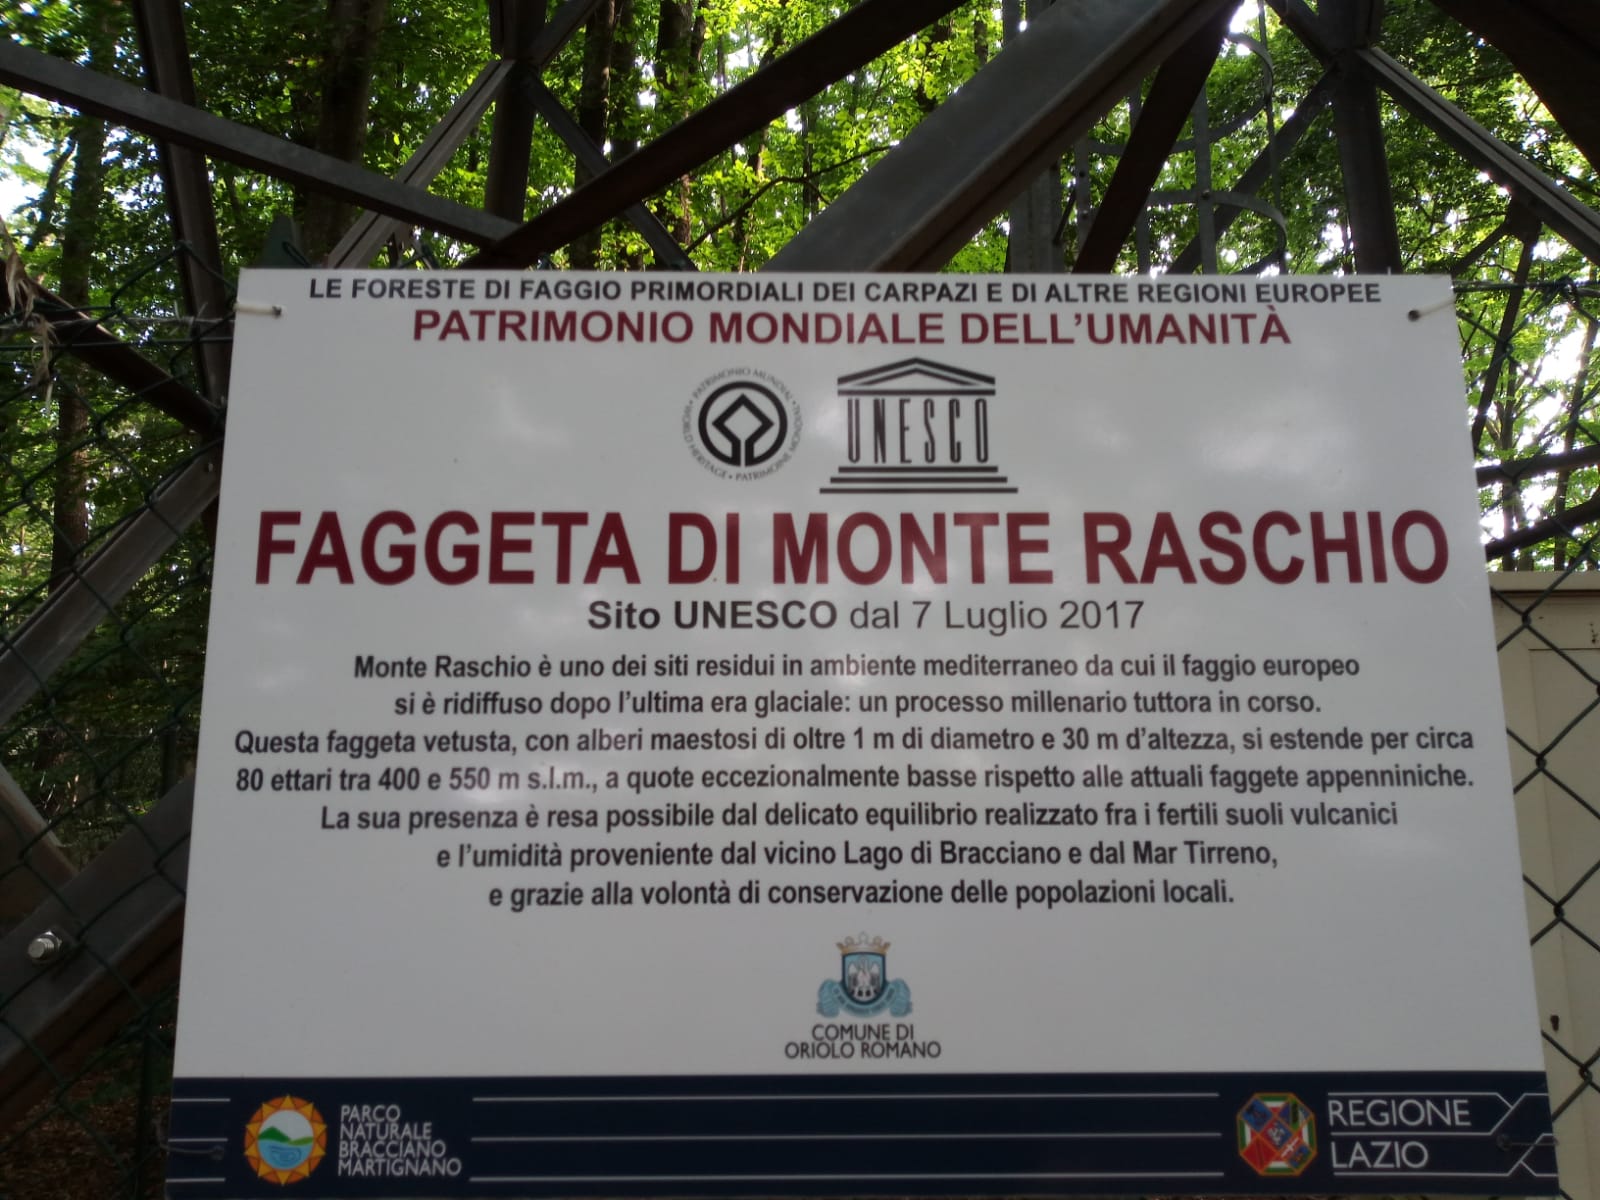 LE FORESTE DI FAGGIO PRIMORDIALI DEI CARPAZI E DI ALTRE REGIONI EUROPEE
PATRIMONIO MONDIALE DELL'UMANITÀ
PATRIMONIO MUNDIAL • WORLD HERITAGE • PATRIMOINE MONDIAL •
UNESCO
FAGGETA DI MONTE RASCHIO
Sito UNESCO dal 7 Luglio 2017
Monte Raschio è uno dei siti residui in ambiente mediterraneo da cui il faggio europeo
si è ridiffuso dopo l'ultima era glaciale: un processo millenario tuttora in corso.
Questa faggeta vetusta, con alberi maestosi di oltre 1 m di diametro e 30 m d'altezza, si estende per circa
80 ettari tra 400 e 550 m s.l.m., a quote eccezionalmente basse rispetto alle attuali faggete appenniniche.
La sua presenza è resa possibile dal delicato equilibrio realizzato fra i fertili suoli vulcanici
e l'umidità proveniente dal vicino Lago di Bracciano e dal Mar Tirreno,
e grazie alla volontà di conservazione delle popolazioni locali.
COMUNE DI
ORIOLO ROMANO
PARCO
NATURALE
BRACCIANO
MARTIGNANO
REGIONE
LAZIO